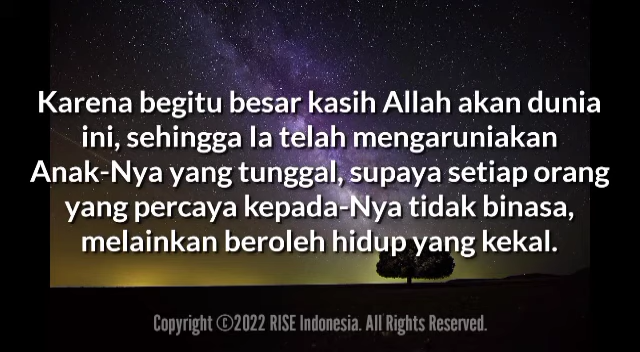 Karena begitu besar kasih Allah akan dunia
ini, sehingga Ia telah mengaruniakan
Anak-Nya yang tunggal, supaya setiap orang
yang percaya kepada-Nya tidak binasa,
melainkan beroleh hidup yang kekal.
Copyright ©2022 RISE Indonesia. All Rights Reserved.